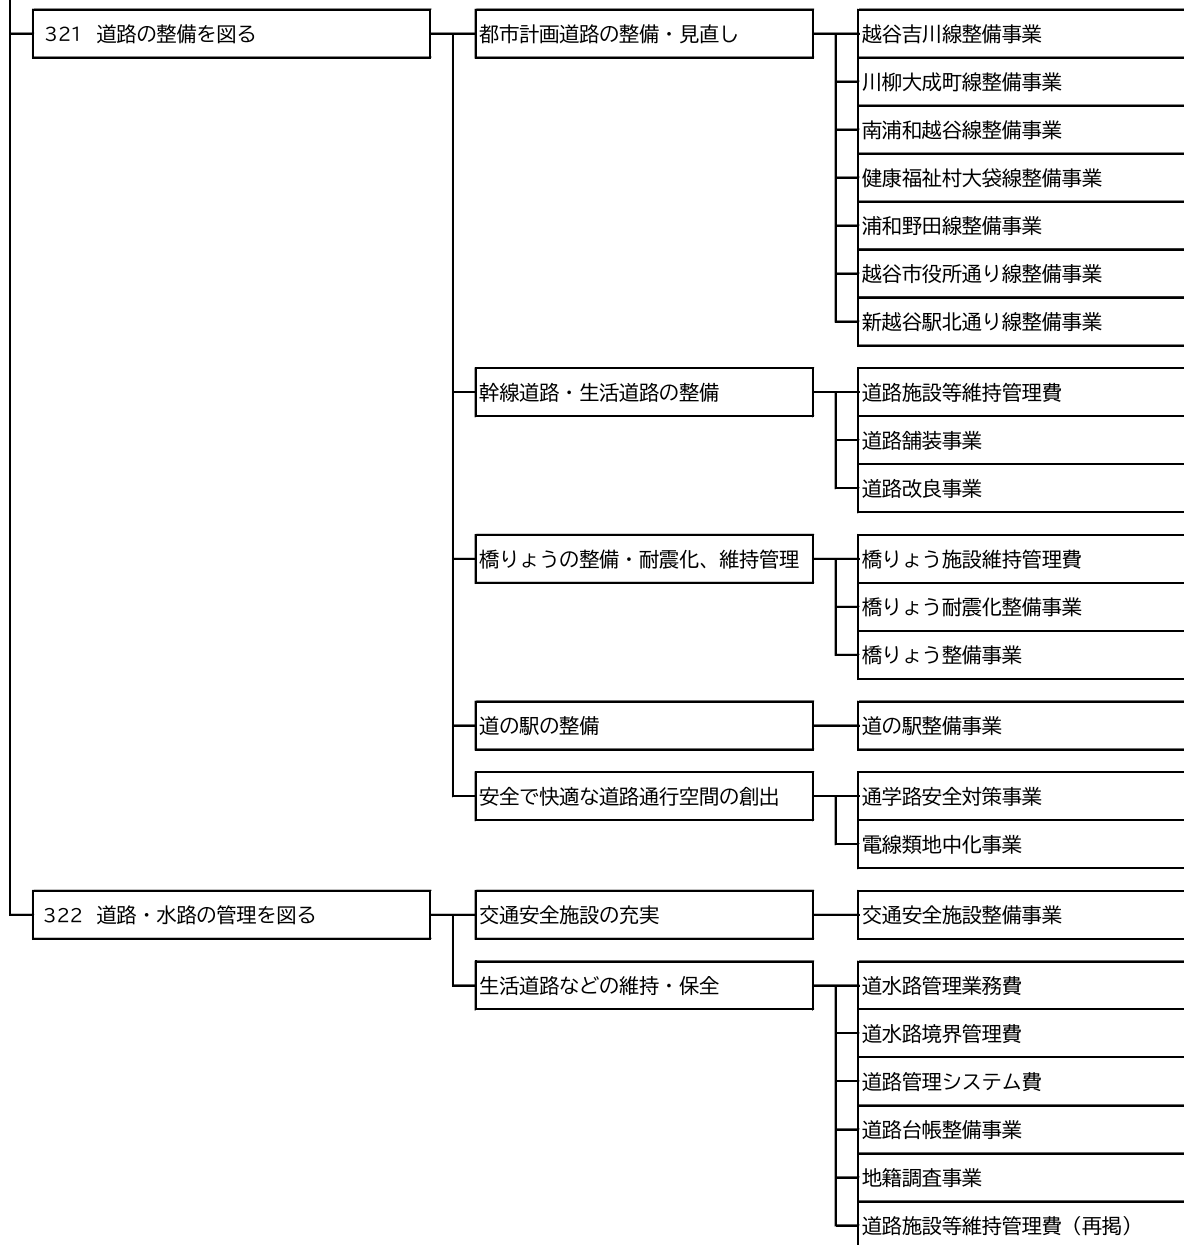 321 道路の整備を図る
都市計画道路の整備・見直し
越谷吉川線整備事業
川柳大成町線整備事業
南浦和越谷線整備事業
健康福祉村大袋線整備事業
浦和野田線整備事業
越谷市役所通り線整備事業
新越谷駅北通り線整備事業
幹線道路・生活道路の整備
道路施設等維持管理費
道路舗装事業
道路改良事業
橋りょうの整備・耐震化、維持管理
橋りょう施設維持管理費
橋りょう耐震化整備事業
橋りょう整備事業
道の駅の整備
道の駅整備事業
安全で快適な道路通行空間の創出
通学路安全対策事業
電線類地中化事業
322 道路・水路の管理を図る
交通安全施設の充実
交通安全施設整備事業
生活道路などの維持・保全
道水路管理業務費
道水路境界管理費
道路管理システム費
道路台帳整備事業
地籍調査事業
道路施設等維持管理費（再掲）